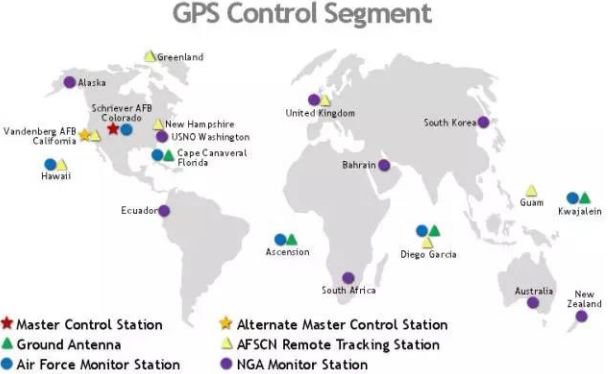 GPS Control Segment
Greenland
Alaska
Schriever AFB
Colorado
Vandenberg AFB
California
New Hampshire
USNO Washington
Cape Canaveral
Florida
Hawaii
United Kingdom
South Korea
Bahrain
Ecuador
Guam
Kwajalein
Ascension
Diego Garcia
South Africa
Australia
New
Zealand
Master Control Station
Alternate Master Control Station
Ground Antenna
AFSCN Remote Tracking Station
Air Force Monitor Station
NGA Monitor Station